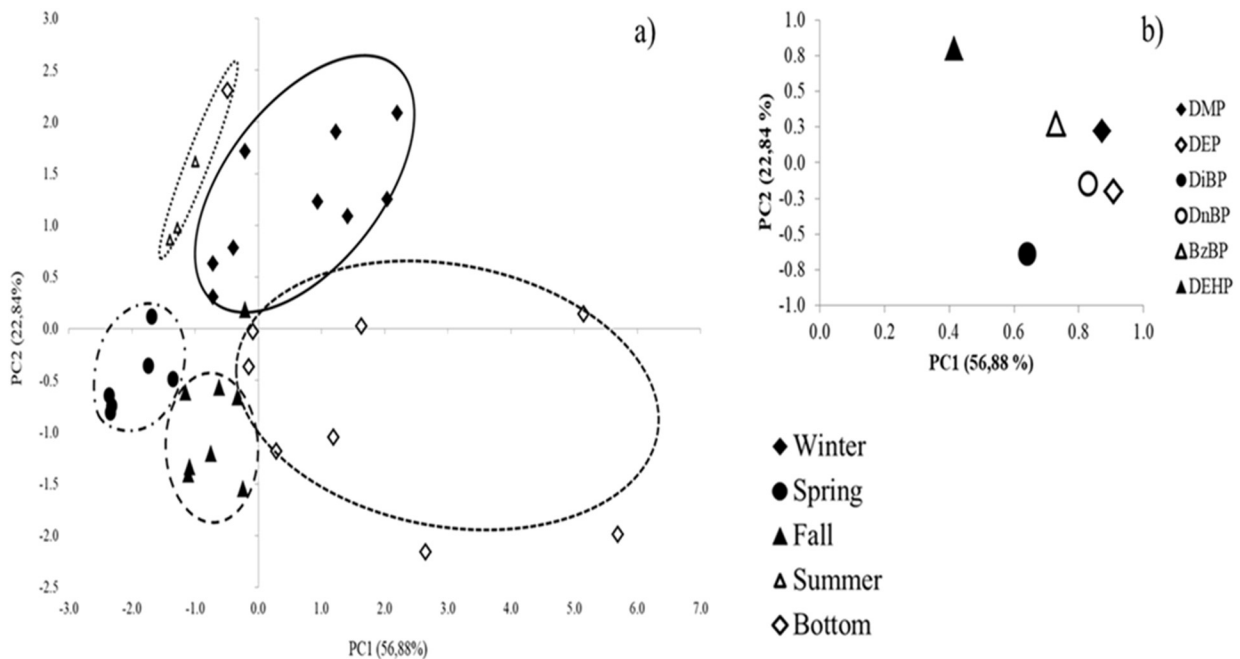 a)
3.0
2.5
2.0
1.5
1.0
0.5
0.0
-0.5
-1.0
-1.5
-2.0
-2.5
PC2 (22,84%)
-3.0 -2.0 -1.0 0.0 1.0 2.0 3.0 4.0 5.0 6.0 7.0
PC1 (56,88%)
b)
1.0
0.8
0.5
0.3
0.0
-0.3
-0.5
-0.8
-1.0
PC2 (22,84 %)
0.0 0.2 0.4 0.6 0.8 1.0
PC1 (56,88 %)
DMP
DEP
DiBP
DnBP
BzBP
DEHP
Winter
Spring
Fall
Summer
Bottom